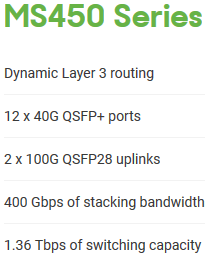 MS450 Series
Dynamic Layer 3 routing
12 x 40G QSFP+ ports
2 x 100G QSFP28 uplinks
400 Gbps of stacking bandwidth
1.36 Tbps of switching capacity